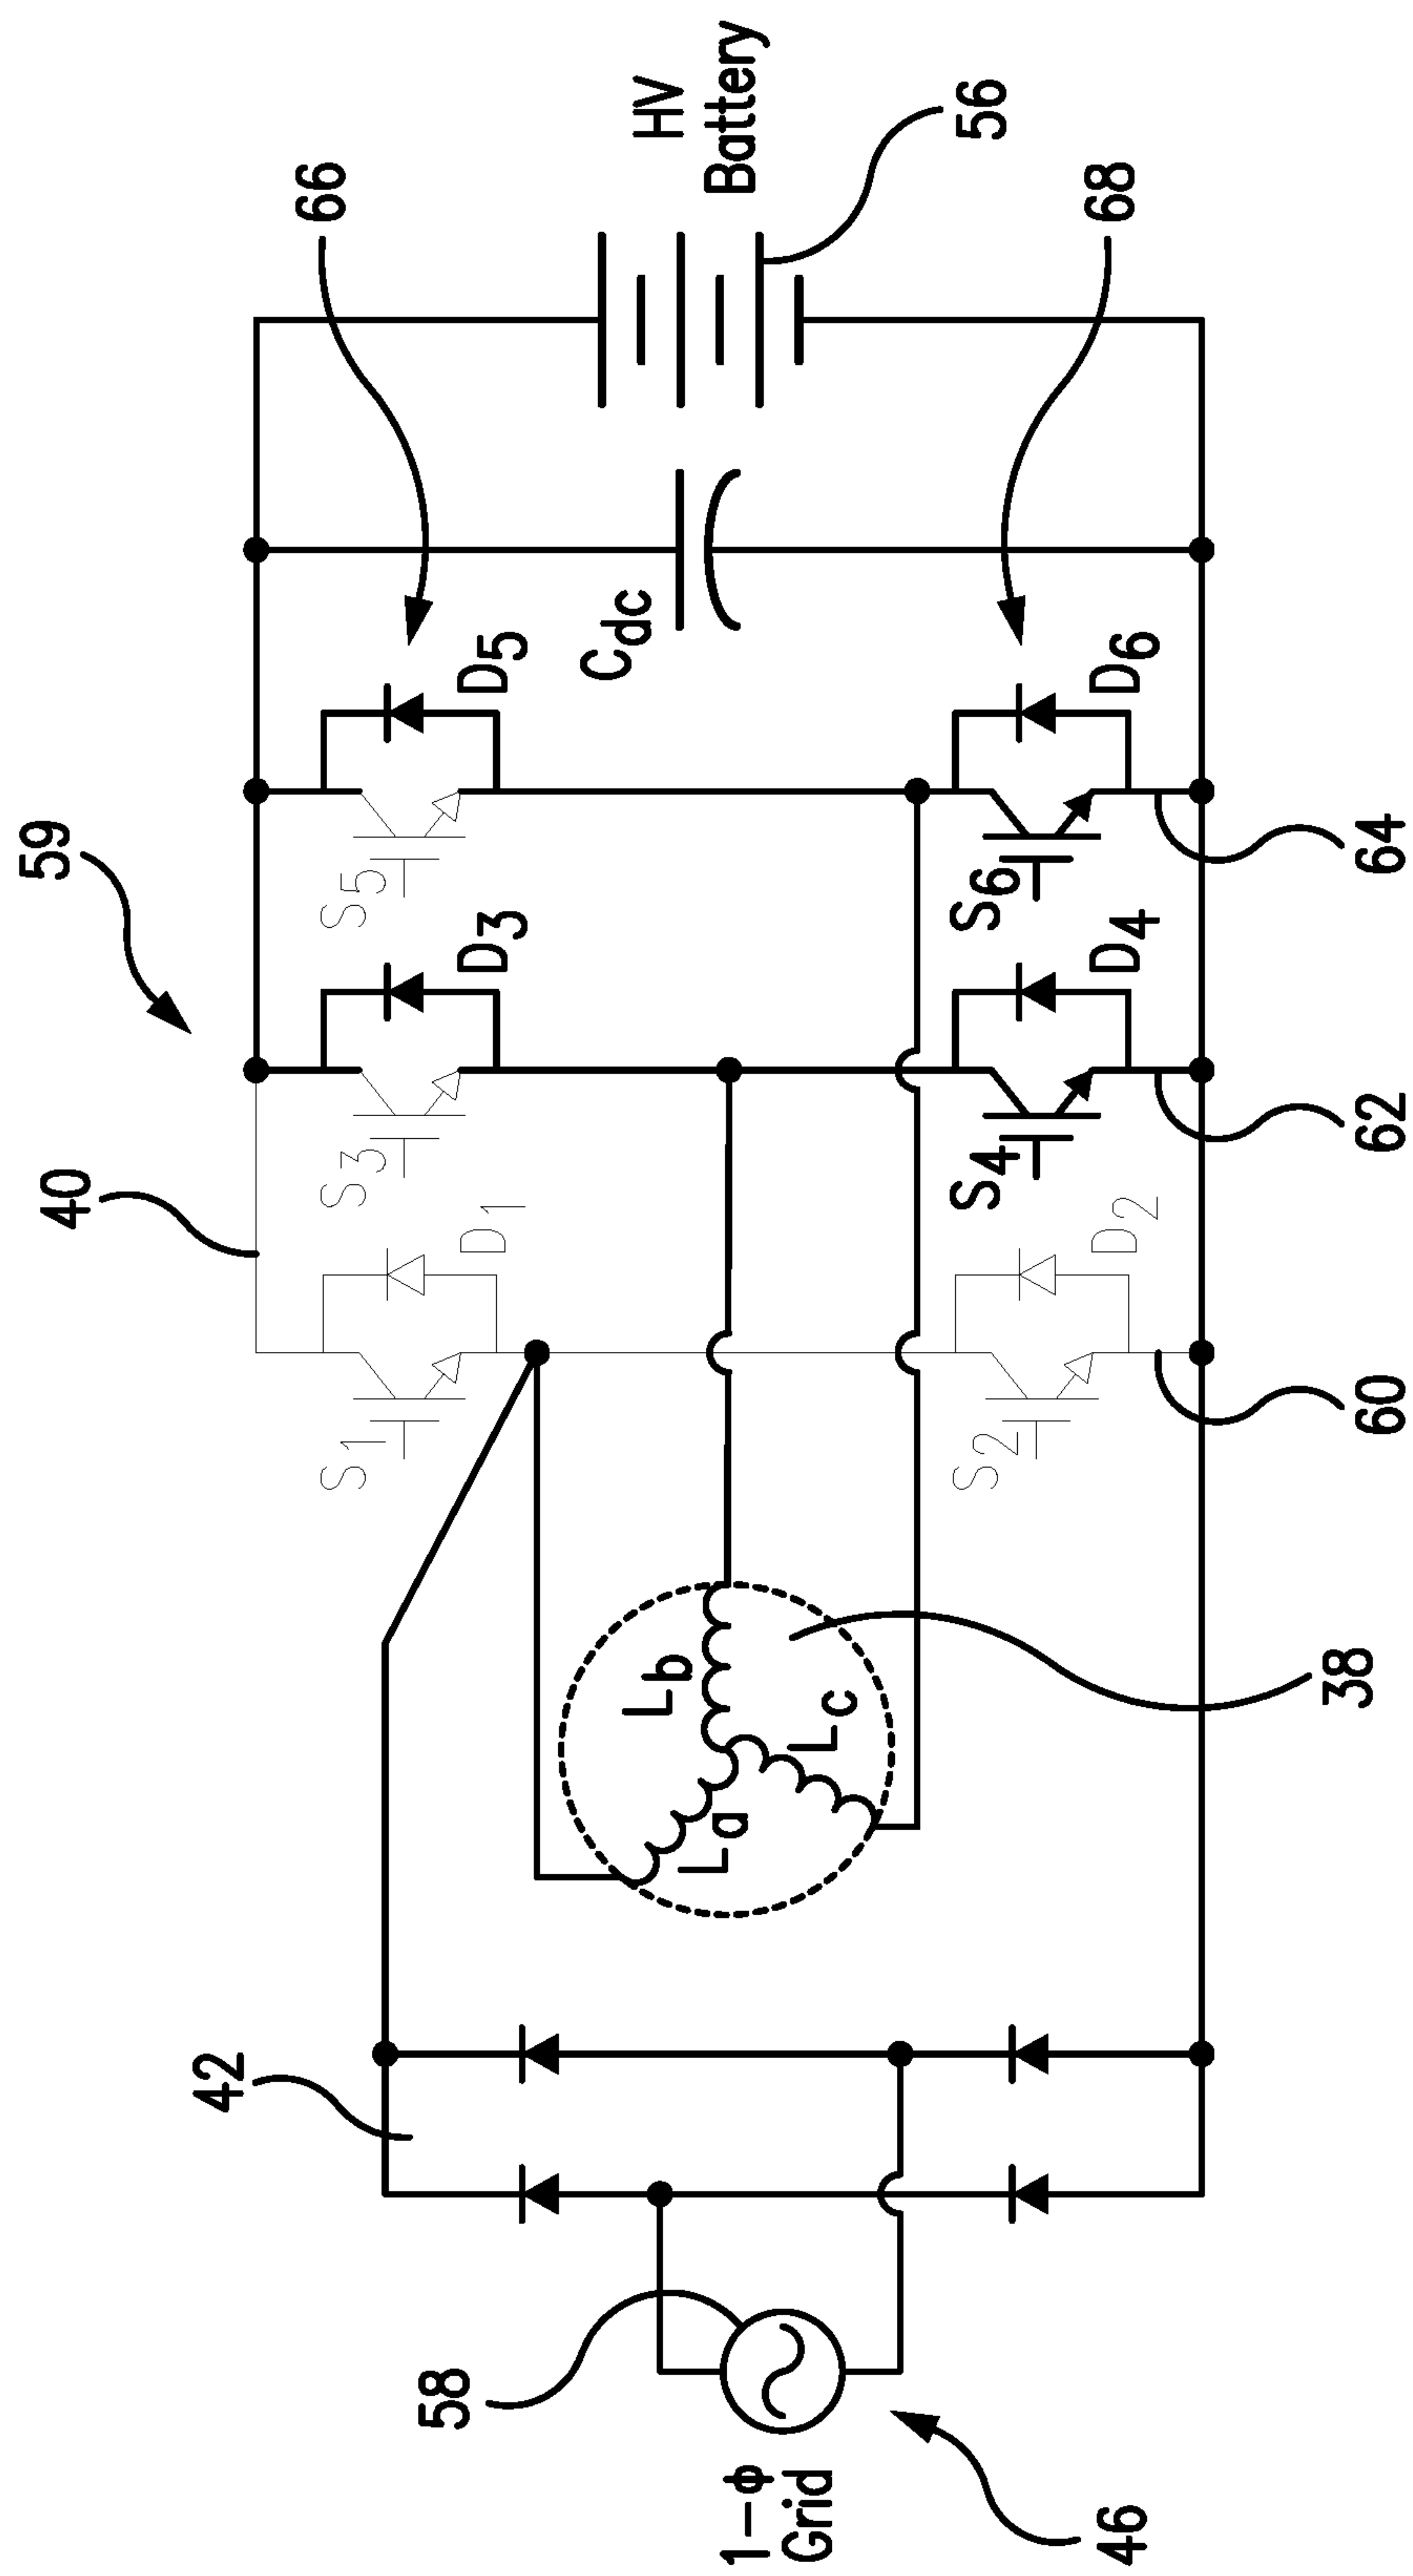 59
40
42
66
HV
Battery
56
68
S1
D1
S3
D3
S5
D5
Cdc
S2
D2
S4
D4
S6
D6
La
Lb
Lc
38
58
1-ϕ
Grid
46
60
62
64